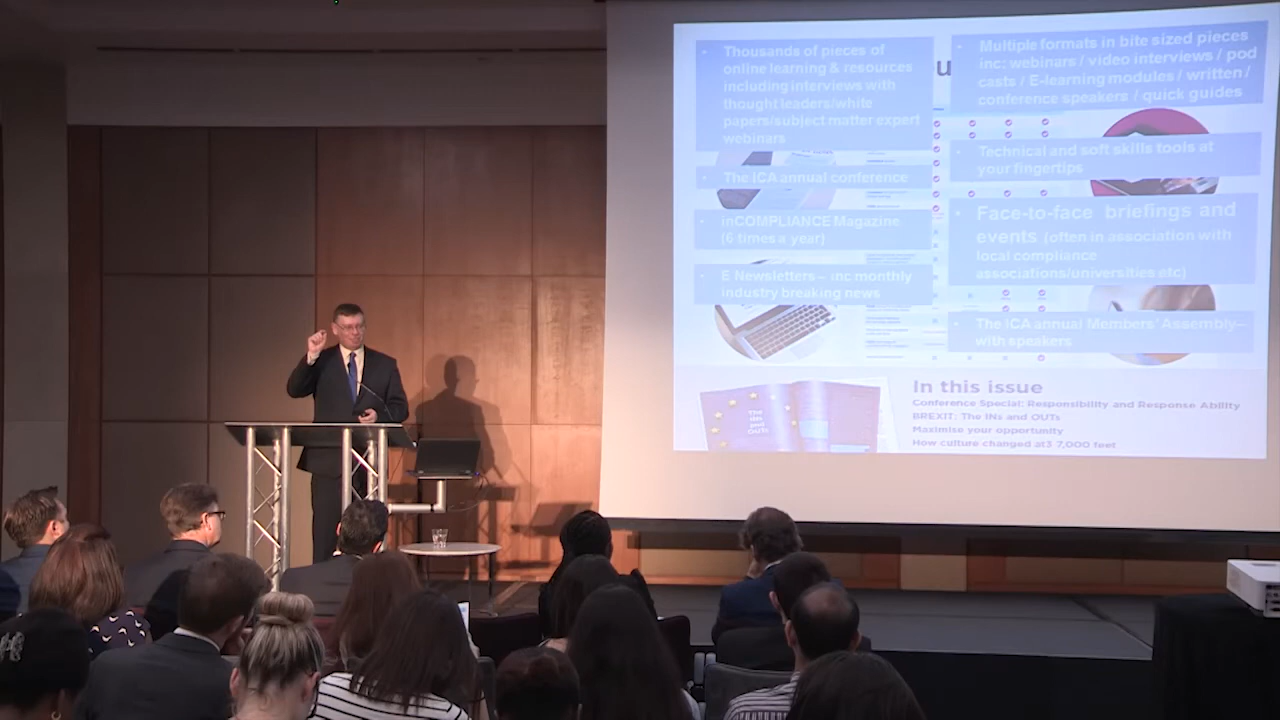 u
Thousands of pieces of
online learning & resources
including interviews with
thought leaders/white
papers/subject matter expert
webinars
The ICA annual conference
inCOMPLIANCE Magazine
(6 times a year)
E Newsletters – inc monthly
industry breaking news
Multiple formats in bite sized pieces
inc: webinars / video interviews / pod
casts / E-learning modules / written /
conference speakers / quick guides
Technical and soft skills tools at
your fingertips
Face-to-face briefings and
events (often in association with
local compliance
associations/universities etc)
The ICA annual Members' Assembly–
with speakers
The
INs
and
OUTs
In this issue
Conference Special: Responsibility and Response Ability
BREXIT: The INs and OUTs
Maximise your opportunity
How culture changed at3 7,000 feet